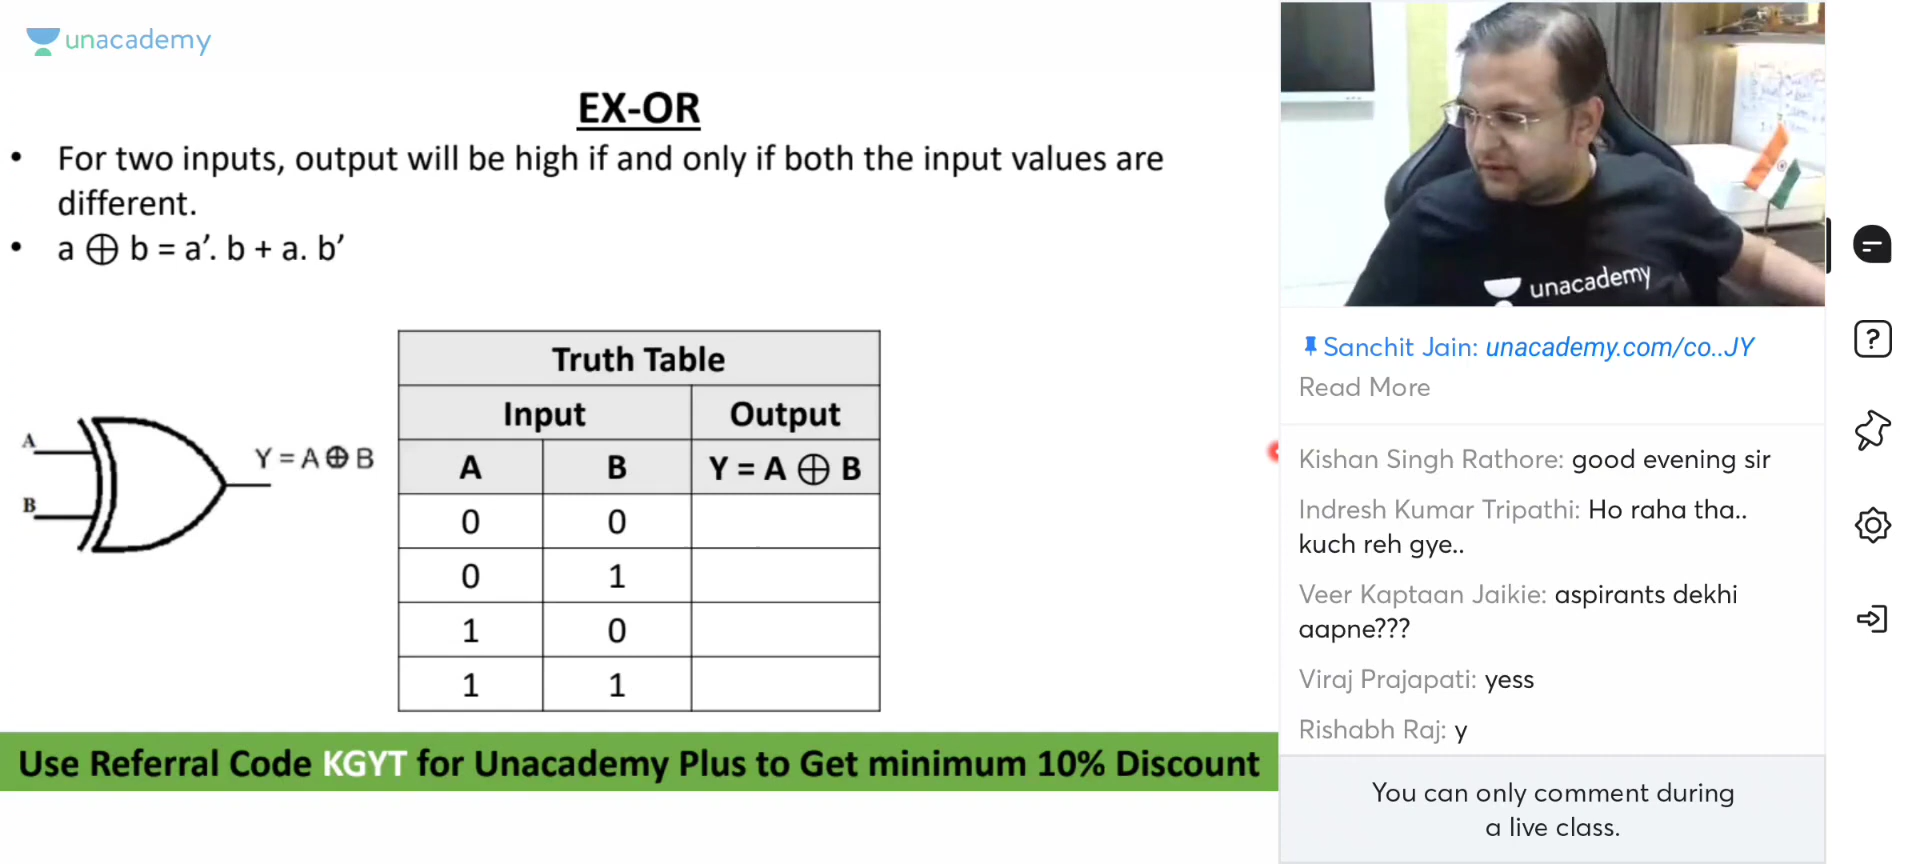 unacademy
EX-OR
• For two inputs, output will be high if and only if both the input values are
different.
• a ⊕ b = a’. b + a. b’
A
B
Y = A ⊕ B
Truth Table
Input Output
A B Y = A ⊕ B
0 0
0 1
1 0
1 1
Use Referral Code KGYT for Unacademy Plus to Get minimum 10% Discount
unacademy
Sanchit Jain: unacademy.com/co..JY
Read More
Kishan Singh Rathore: good evening sir
Indresh Kumar Tripathi: Ho raha tha..
kuch reh gye..
Veer Kaptaan Jaikie: aspirants dekhi
aapne???
Viraj Prajapati: yess
Rishabh Raj: y
You can only comment during
a live class.
?